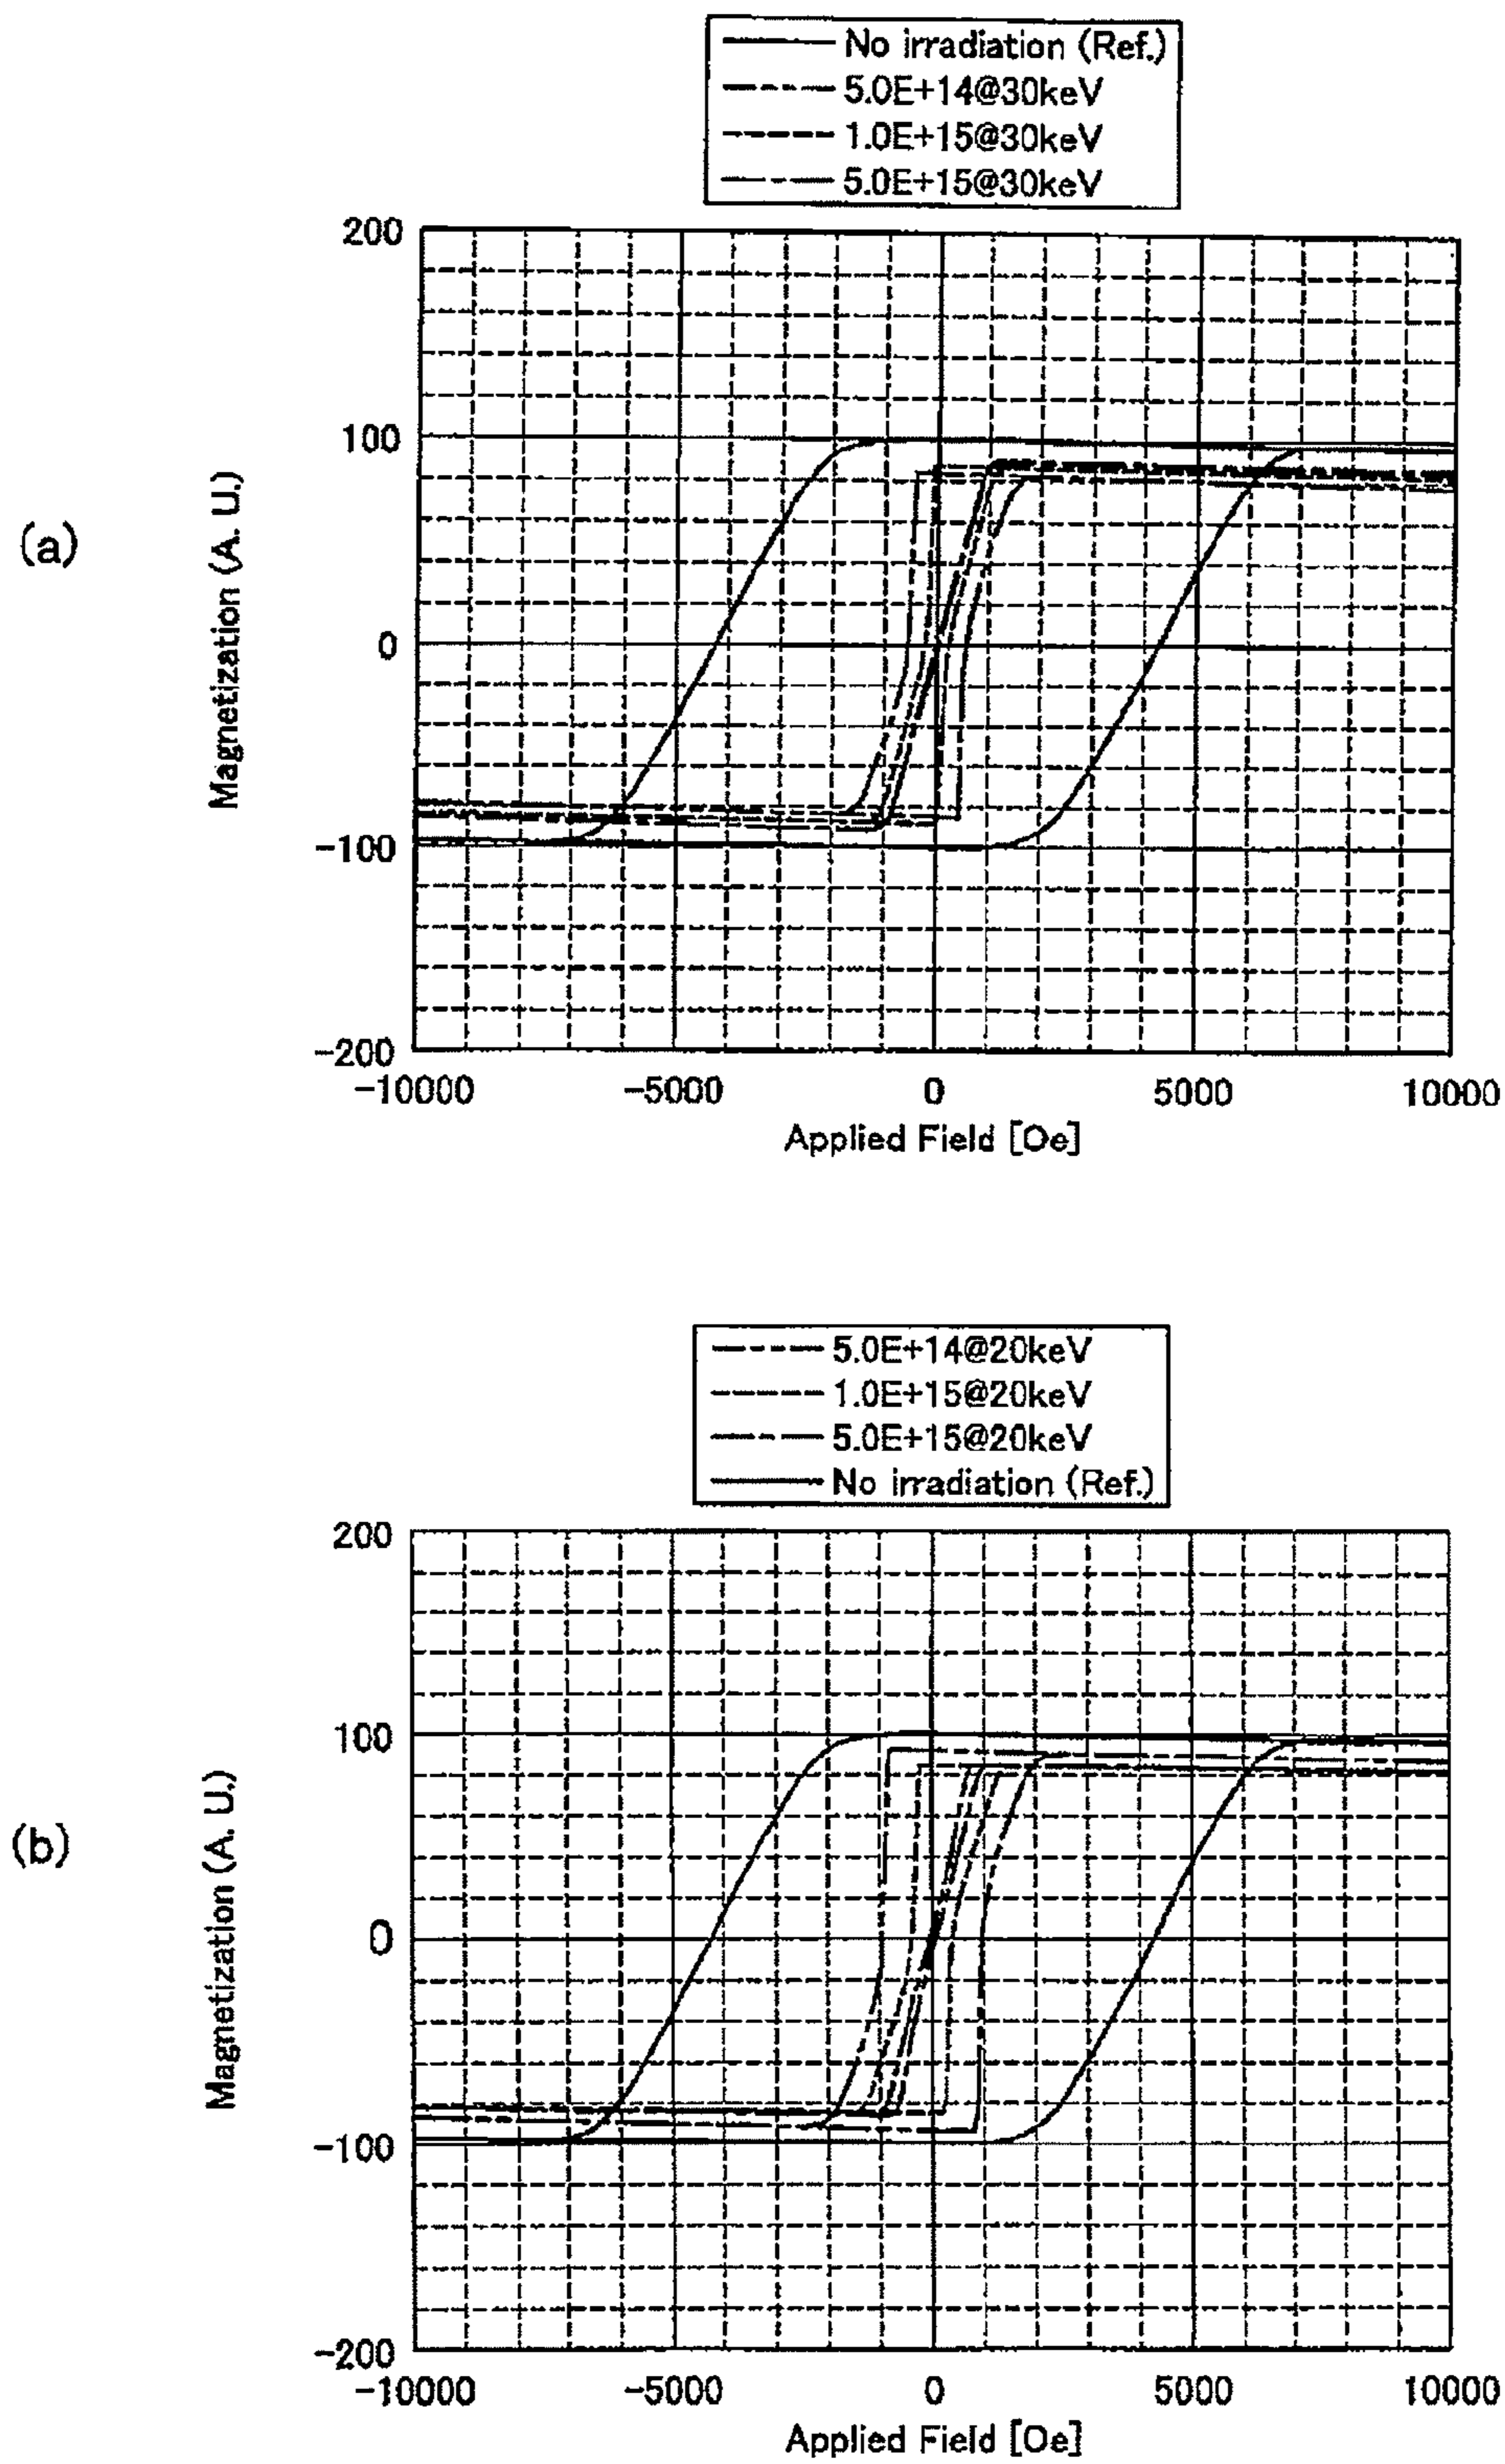 No irradiation (Ref.)
5.0E+14@30keV
1.0E+15@30keV
5.0E+15@30keV
(a)
Magnetization (A. U.)
200
100
0
-100
-200
-10000
-5000
0
5000
10000
Applied Field [Oe]
5.0E+14@20keV
1.0E+15@20keV
5.0E+15@20keV
No irradiation (Ref.)
(b)
Magnetization (A. U.)
200
100
0
-100
-200
-10000
-5000
0
5000
10000
Applied Field [Oe]